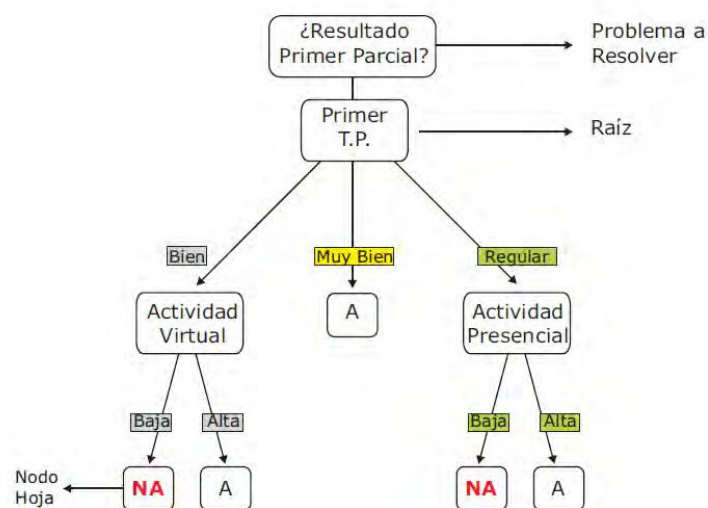 ¿Resultado
Primer Parcial?
Problema a
Resolver
Primer
T.P.
Raíz
Bien
Muy Bien
Regular
Actividad
Virtual
A
Actividad
Presencial
Baja
Alta
Baja
Alta
Nodo
Hoja
NA
A
NA
A